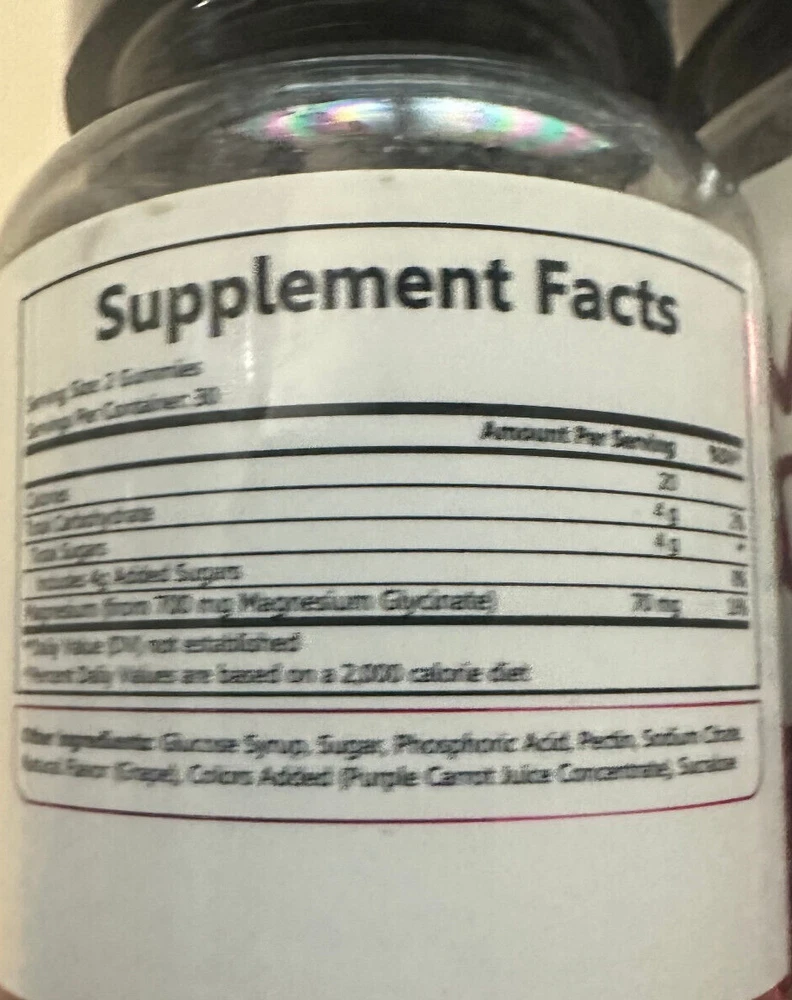 Supplement Facts
Serving Size: 2 Gummies
Servings Per Container: 30
Amount Per Serving %DV*
Calories 20
Total Carbohydrate 4g
Total Sugars 4g
Includes 4g Added Sugars
Magnesium (from 700 mg Magnesium Glycinate) 70 mg
Daily Value (DV) not established
Percent Daily Values are based on a 2,000 calorie diet
Other Ingredients: Glucose Syrup, Sugar, Phosphoric Acid, Pectin, Sodium Citrate,
Natural Flavor (Grape), Colors Added (Purple Carrot Juice Concentrate), Sucralose